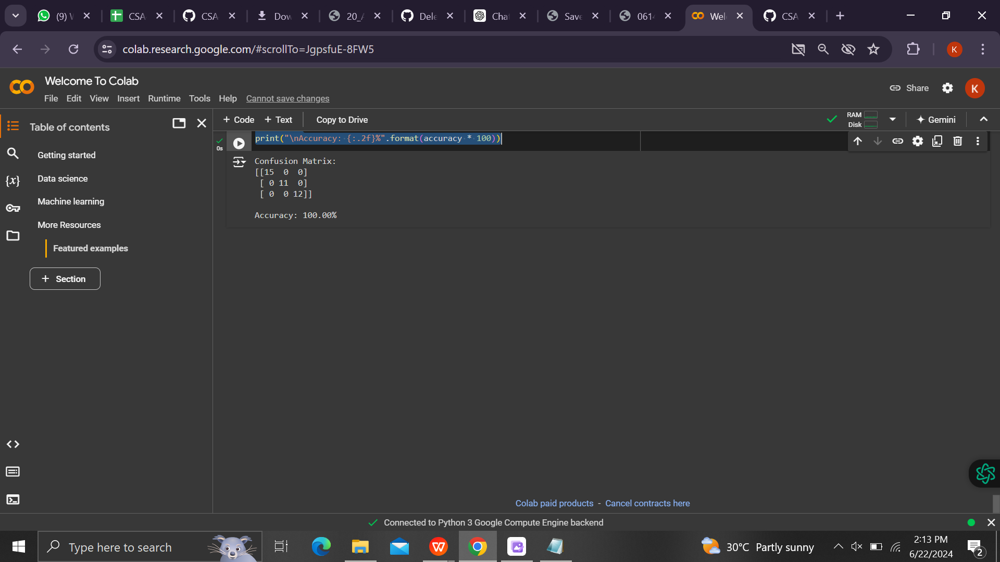 (9) W
CSA
CSA
Dow
20_A
Dele
Chat
Save
061
Wel
CSA
colab.research.google.com/#scrollTo=JgpsfuE-8FW5
K
Welcome To Colab
File Edit View Insert Runtime Tools Help Cannot save changes
Share
K
Table of contents
+ Code + Text Copy to Drive
RAM
Disk
Gemini
0s
print("\nAccuracy: {:.2f}%".format(accuracy * 100))
Getting started
Data science
Machine learning
More Resources
Featured examples
+ Section
{x}
Confusion Matrix:
[[15 0 0]
[ 0 11 0]
[ 0 0 12]]
Accuracy: 100.00%
Colab paid products - Cancel contracts here
Connected to Python 3 Google Compute Engine backend
Type here to search
30°C Partly sunny
2:13 PM
6/22/2024
2